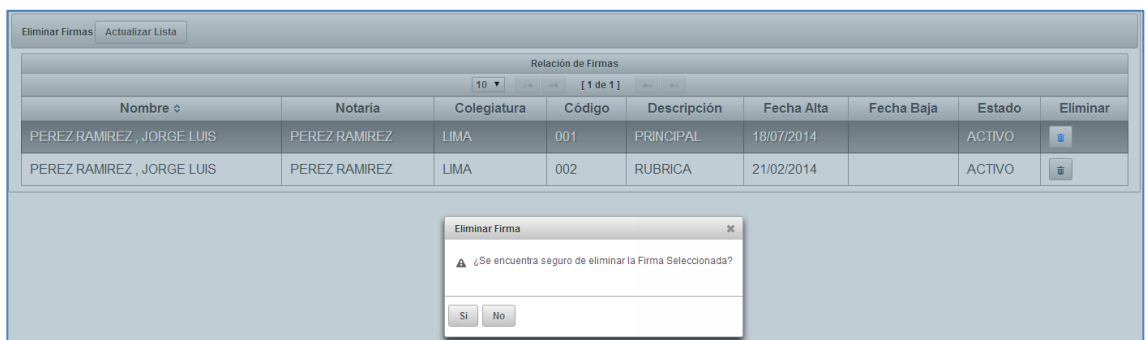 Eliminar Firmas Actualizar Lista
Relación de Firmas
10 [ 1 de 1 ]
Nombre Notaría Colegiatura Código Descripción Fecha Alta Fecha Baja Estado Eliminar
PEREZ RAMIREZ , JORGE LUIS PEREZ RAMIREZ LIMA 001 PRINCIPAL 18/07/2014 ACTIVO
PEREZ RAMIREZ , JORGE LUIS PEREZ RAMIREZ LIMA 002 RUBRICA 21/02/2014 ACTIVO
Eliminar Firma
¿Se encuentra seguro de eliminar la Firma Seleccionada?
Si No